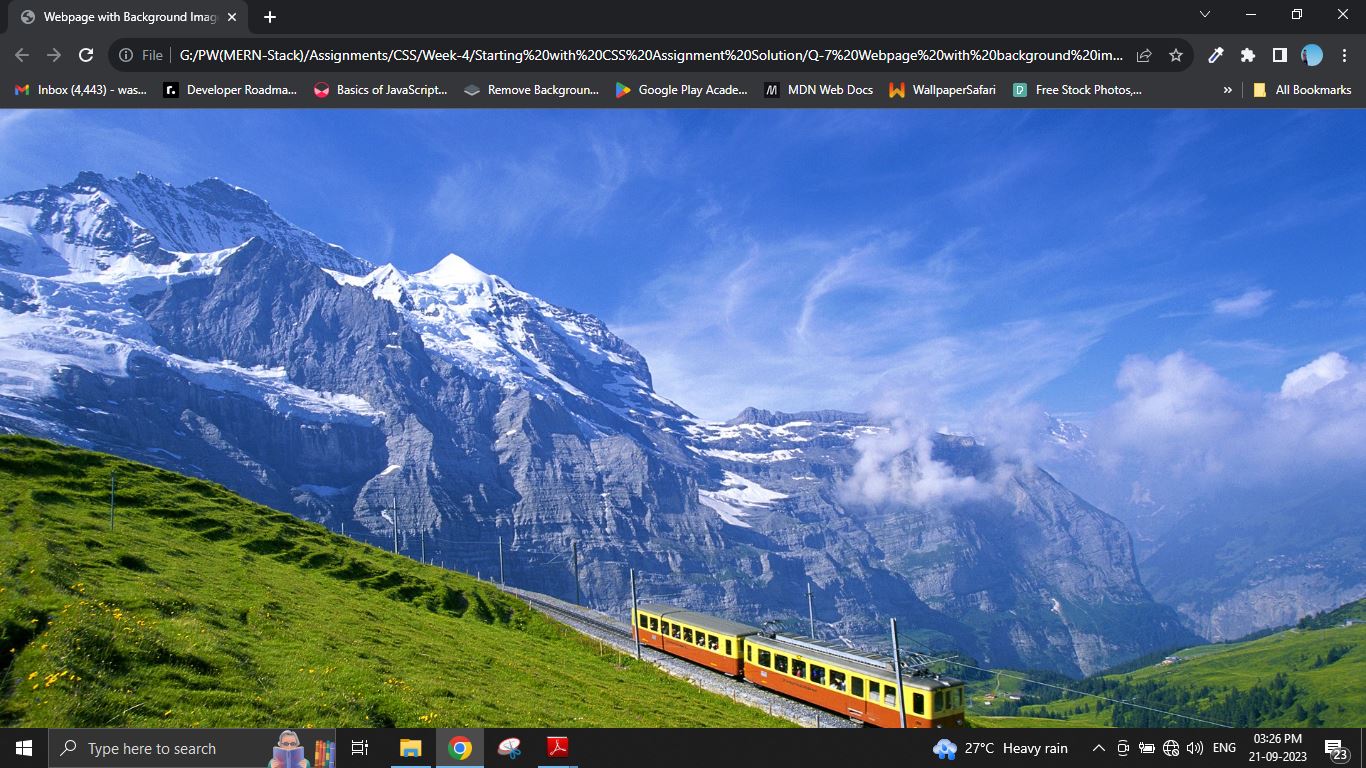 Webpage with Background Imag
File G:/PW(MERN-Stack)/Assignments/CSS/Week-4/Starting%20with%20CSS%20Assignment%20Solution/Q-7%20Webpage%20with%20background%20im...
Inbox (4,443) - was... Developer Roadma... Basics of JavaScript... Remove Backgroun... Google Play Acade... MDN Web Docs WallpaperSafari Free Stock Photos,... » All Bookmarks
Type here to search 27°C Heavy rain ENG 03:26 PM
21-09-2023 23